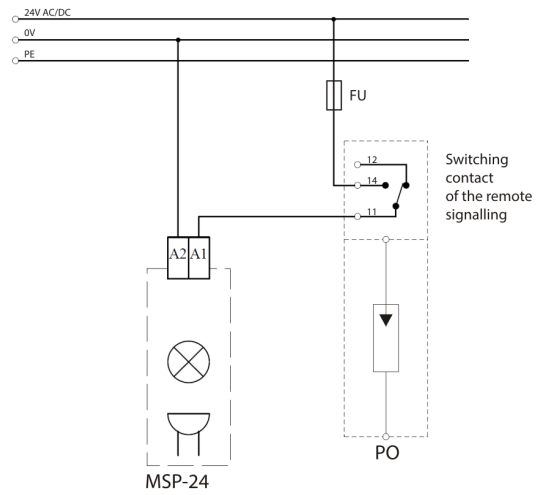 24V AC/DC
0V
PE
FU
12
14
11
Switching
contact
of the remote
signalling
A2 A1
PO
MSP-24